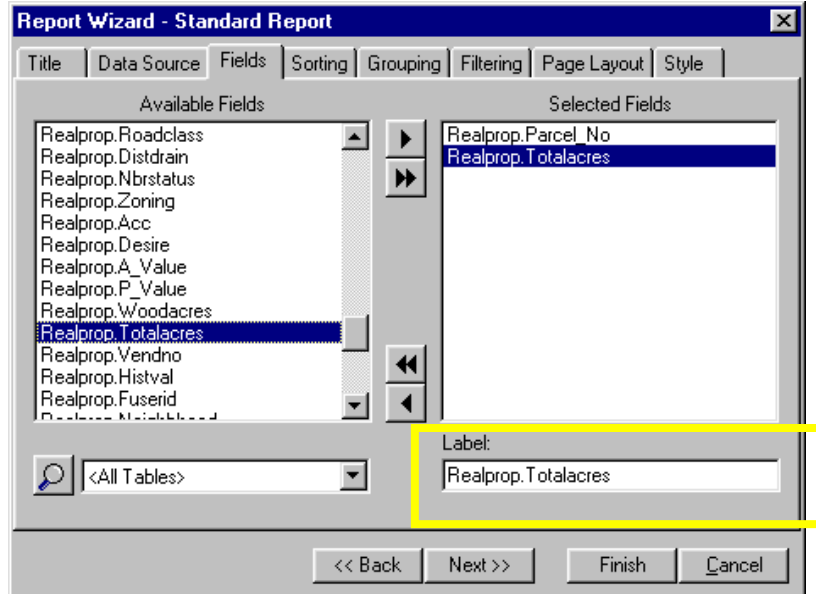 Report Wizard - Standard Report
Title Data Source Fields Sorting Grouping Filtering Page Layout Style
Available Fields
Realprop.Roadclass
Realprop.Distdrain
Realprop.Nbrstatus
Realprop.Zoning
Realprop.Acc
Realprop.Desire
Realprop.A_Value
Realprop.P_Value
Realprop.Woodacres
Realprop.Totalacres
Realprop.Vendno
Realprop.Histval
Realprop.Fuserid
<All Tables>
Selected Fields
Realprop.Parcel_No
Realprop.Totalacres
Label:
Realprop.Totalacres
<< Back Next >> Finish Cancel